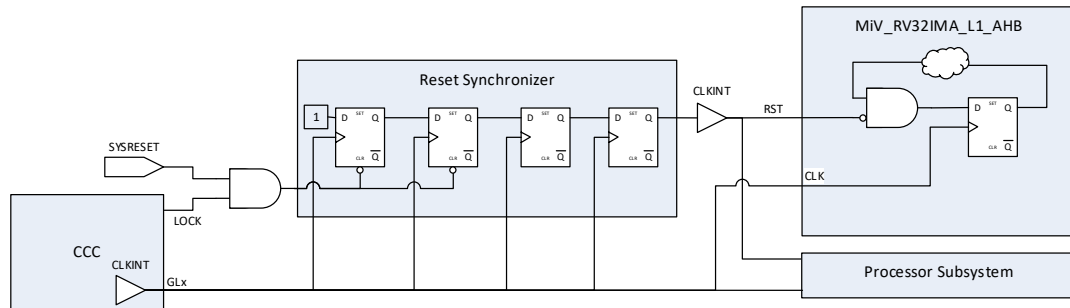 MiV_RV32IMA_L1_AHB
Reset Synchronizer
CLKINT
1
D SET Q
CLR Q
D SET Q
CLR Q
D SET Q
CLR Q
D SET Q
CLR Q
RST
D SET Q
CLR Q
SYSRESET
CLK
LOCK
CCC
CLKINT
GLx
Processor Subsystem